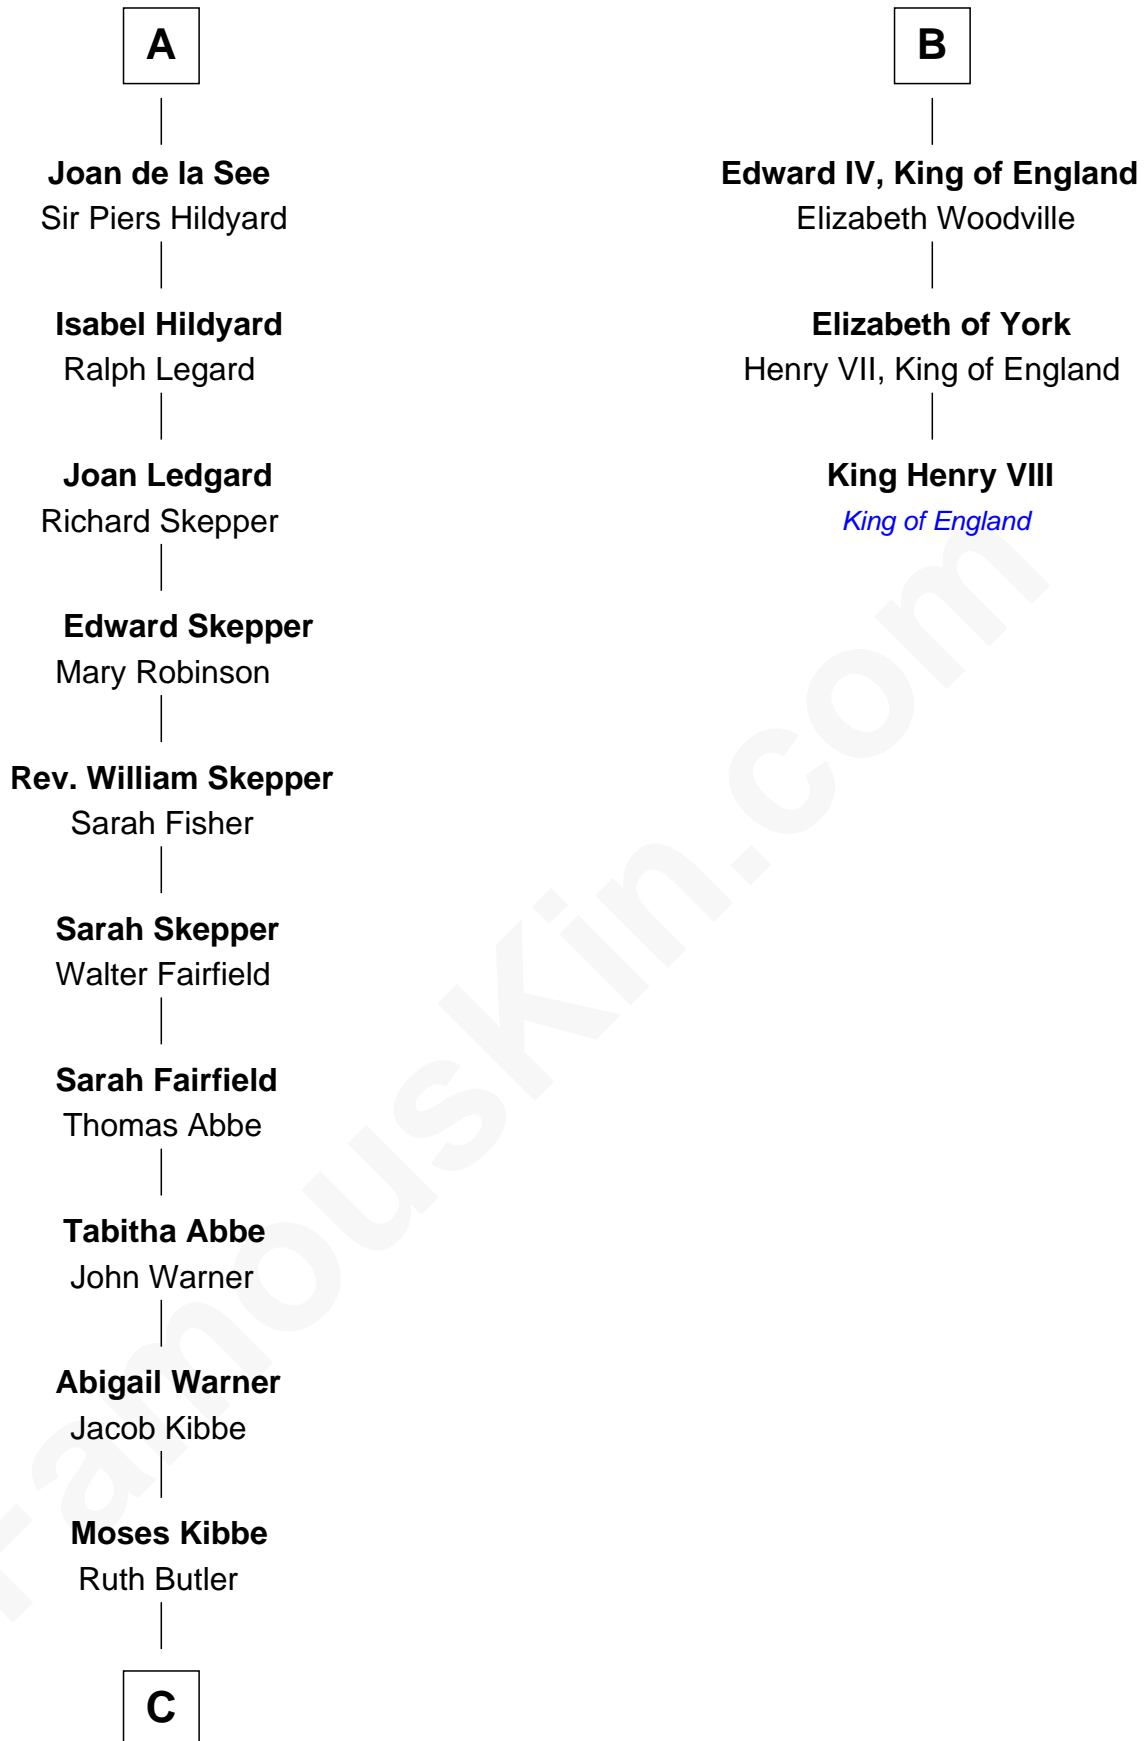 A
Joan de la See
Sir Piers Hildyard
Isabel Hildyard
Ralph Legard
Joan Ledgard
Richard Skepper
Edward Skepper
Mary Robinson
Rev. William Skepper
Sarah Fisher
Sarah Skepper
Walter Fairfield
Sarah Fairfield
Thomas Abbe
Tabitha Abbe
John Warner
Abigail Warner
Jacob Kibbe
Moses Kibbe
Ruth Butler
C
B
Edward IV, King of England
Elizabeth Woodville
Elizabeth of York
Henry VII, King of England
King Henry VIII
King of England
FamousKin.com